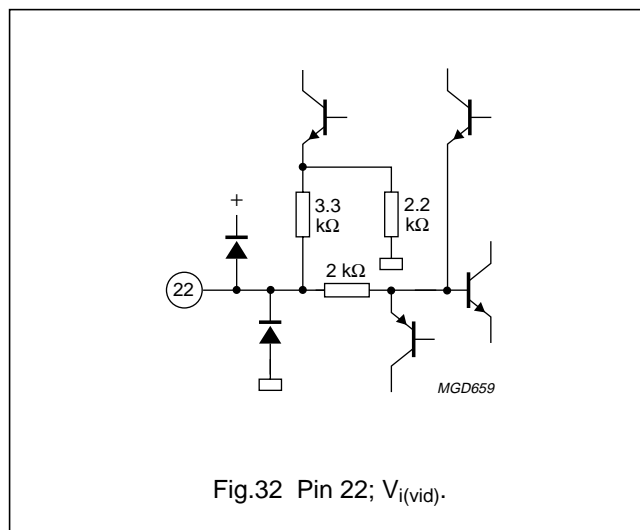 +
3.3
kΩ
2.2
kΩ
2 kΩ
22
MGD659
Fig.32 Pin 22; Vi(vid).